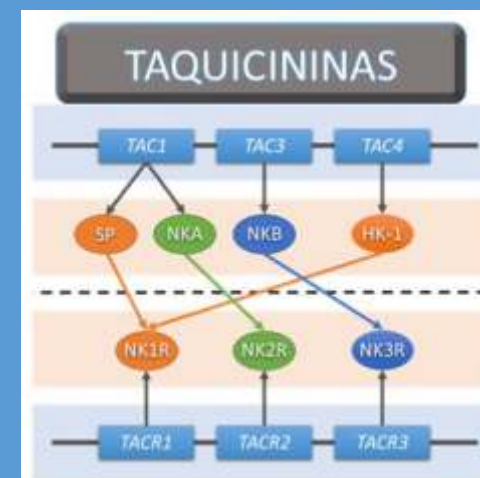 TAQUICININAS
TAC1 TAC3 TAC4
SP NKA NKB HK-1
NK1R NK2R NK3R
TACR1 TACR2 TACR3